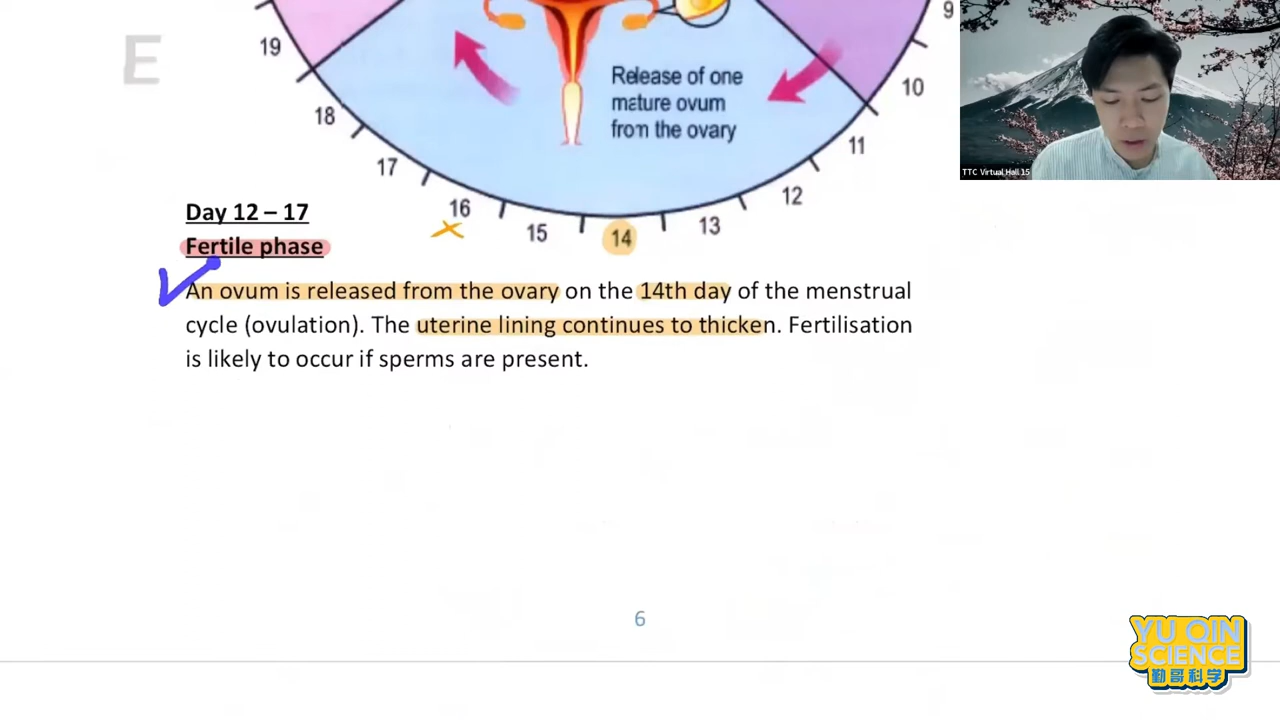 9
19
E
10
Release of one
mature ovum
from the ovary
18
11
17
12
16
13
15
14
TTC Virtual Hall 15
Day 12 – 17
Fertile phase
An ovum is released from the ovary on the 14th day of the menstrual
cycle (ovulation). The uterine lining continues to thicken. Fertilisation
is likely to occur if sperms are present.
6
YU QIN
SCIENCE
勤哥科学